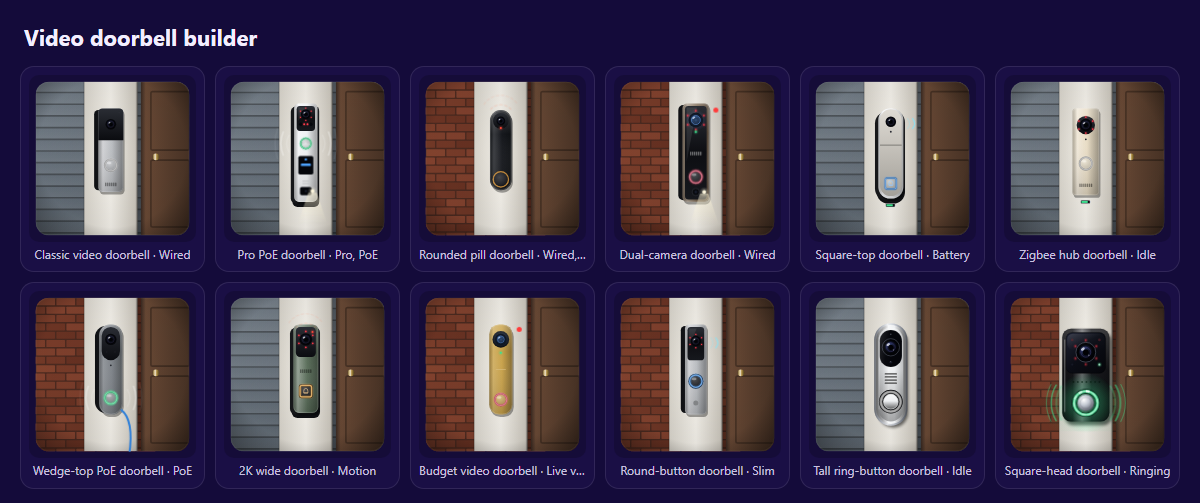 Video doorbell builder
Classic video doorbell · Wired
Pro PoE doorbell · Pro, PoE
Rounded pill doorbell · Wired,...
Dual-camera doorbell · Wired
Square-top doorbell · Battery
Zigbee hub doorbell · Idle
Wedge-top PoE doorbell · PoE
2K wide doorbell · Motion
Budget video doorbell · Live v...
Round-button doorbell · Slim
Tall ring-button doorbell · Idle
Square-head doorbell · Ringing